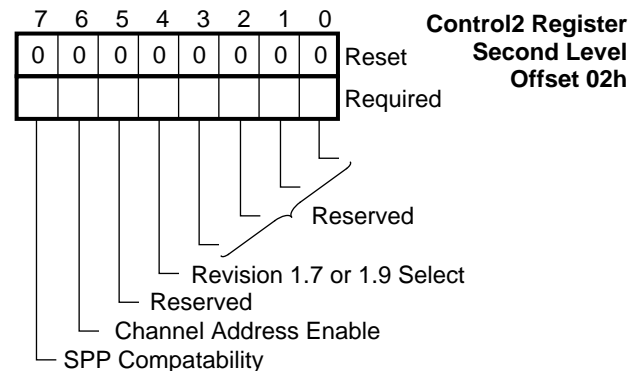 7 6 5 4 3 2 1 0
Control2 Register
Second Level
Offset 02h
0 0 0 0 0 0 0 0 Reset
Required
Reserved
Revision 1.7 or 1.9 Select
Reserved
Channel Address Enable
SPP Compatability